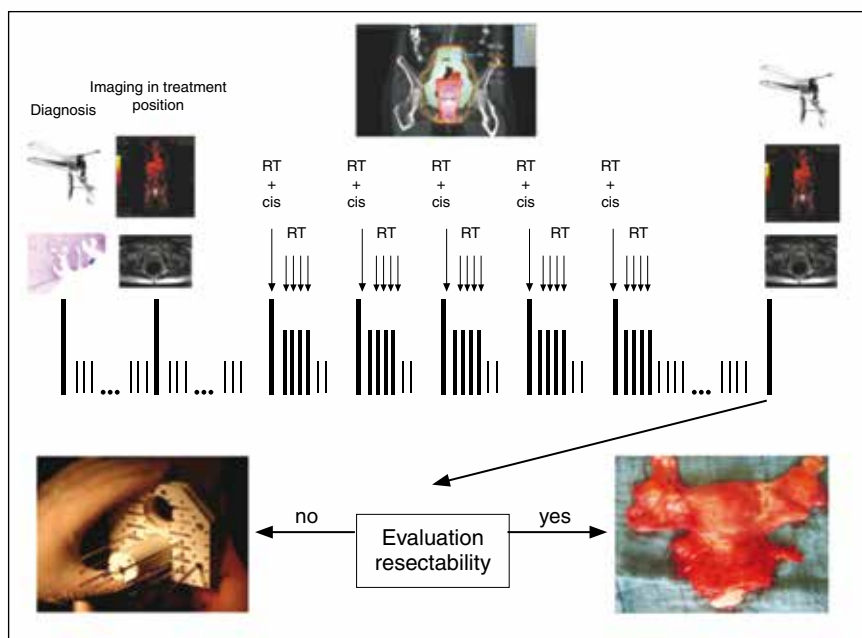 Diagnosis
Imaging in treatment
position
RT
+
cis
RT
RT
+
cis
RT
RT
+
cis
RT
RT
+
cis
RT
RT
+
cis
RT
...
...
...
no
Evaluation
resectability
yes